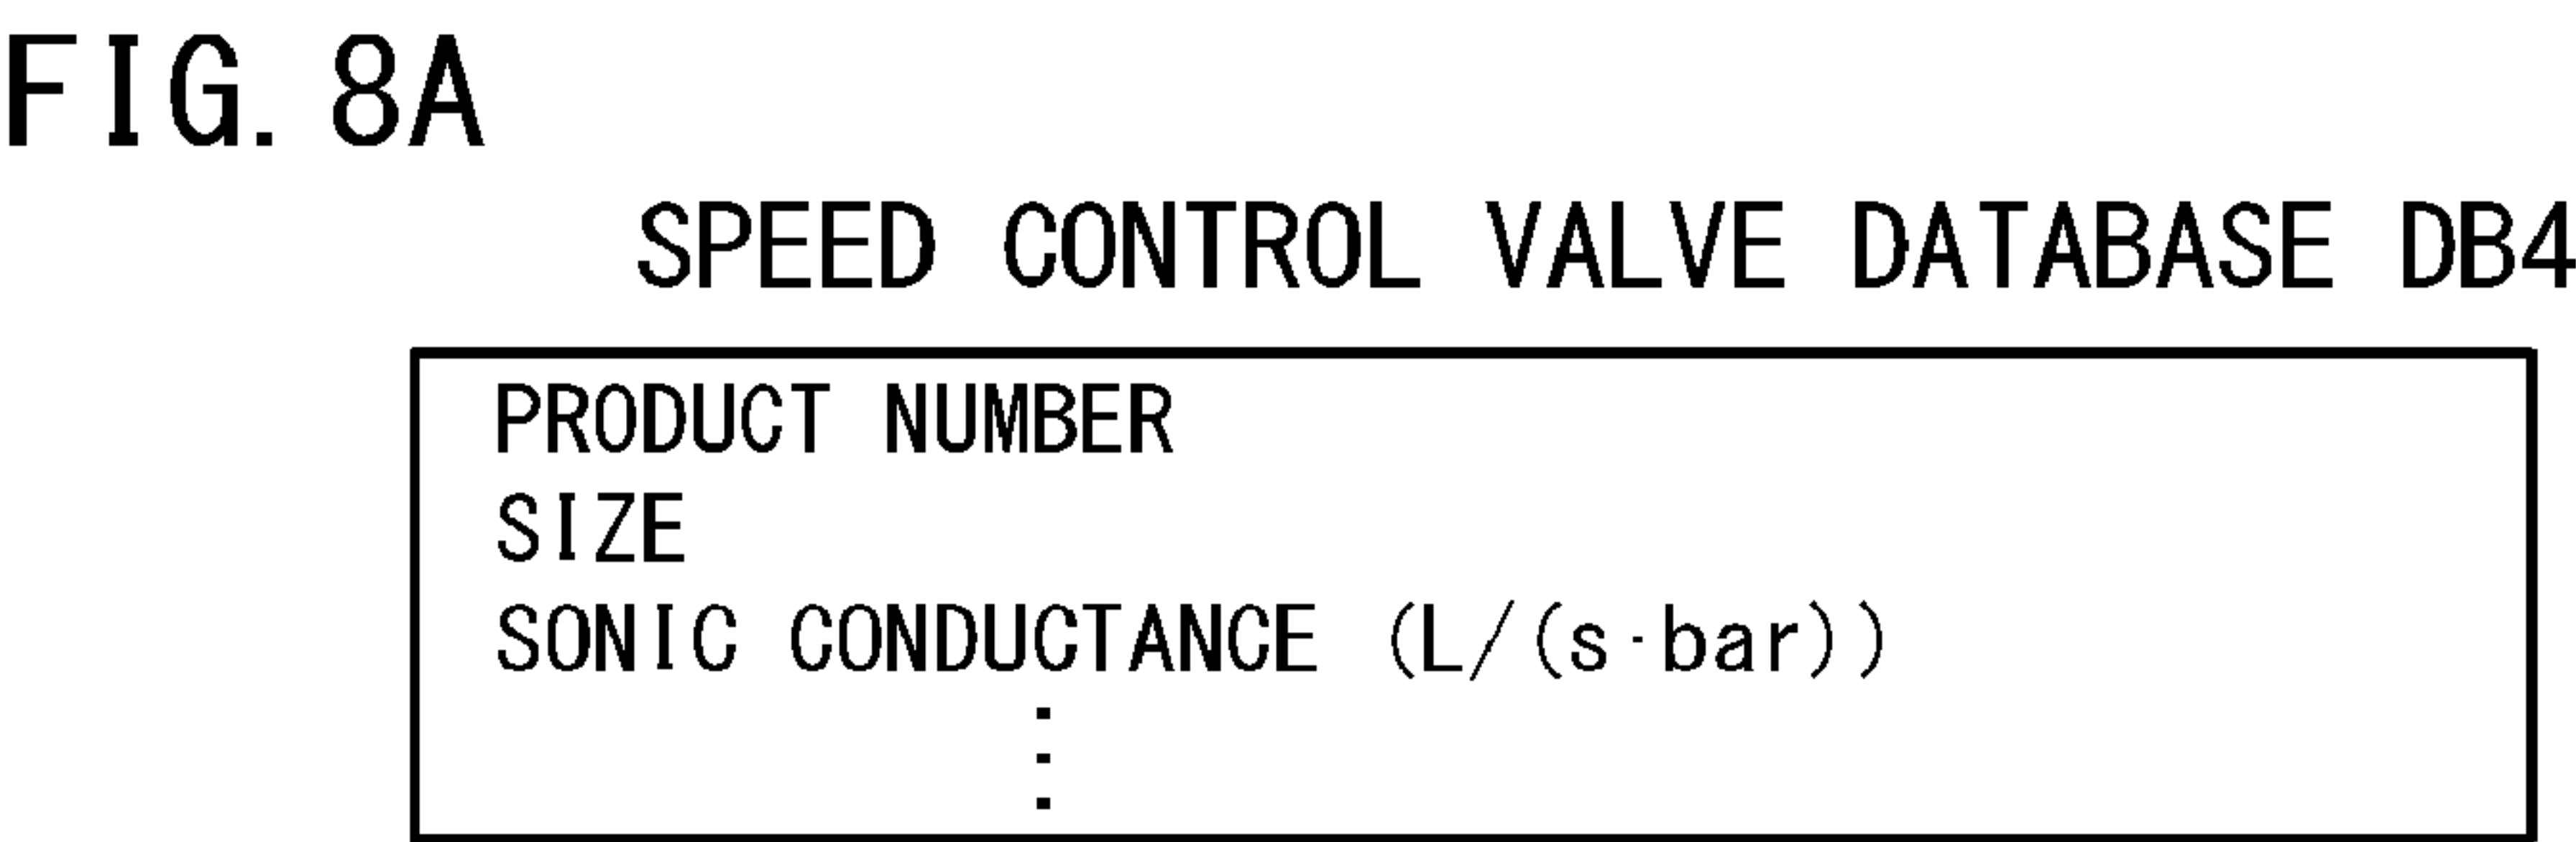 FIG. 8A
SPEED CONTROL VALVE DATABASE DB4
PRODUCT NUMBER
SIZE
SONIC CONDUCTANCE (L/(s·bar))
⋮